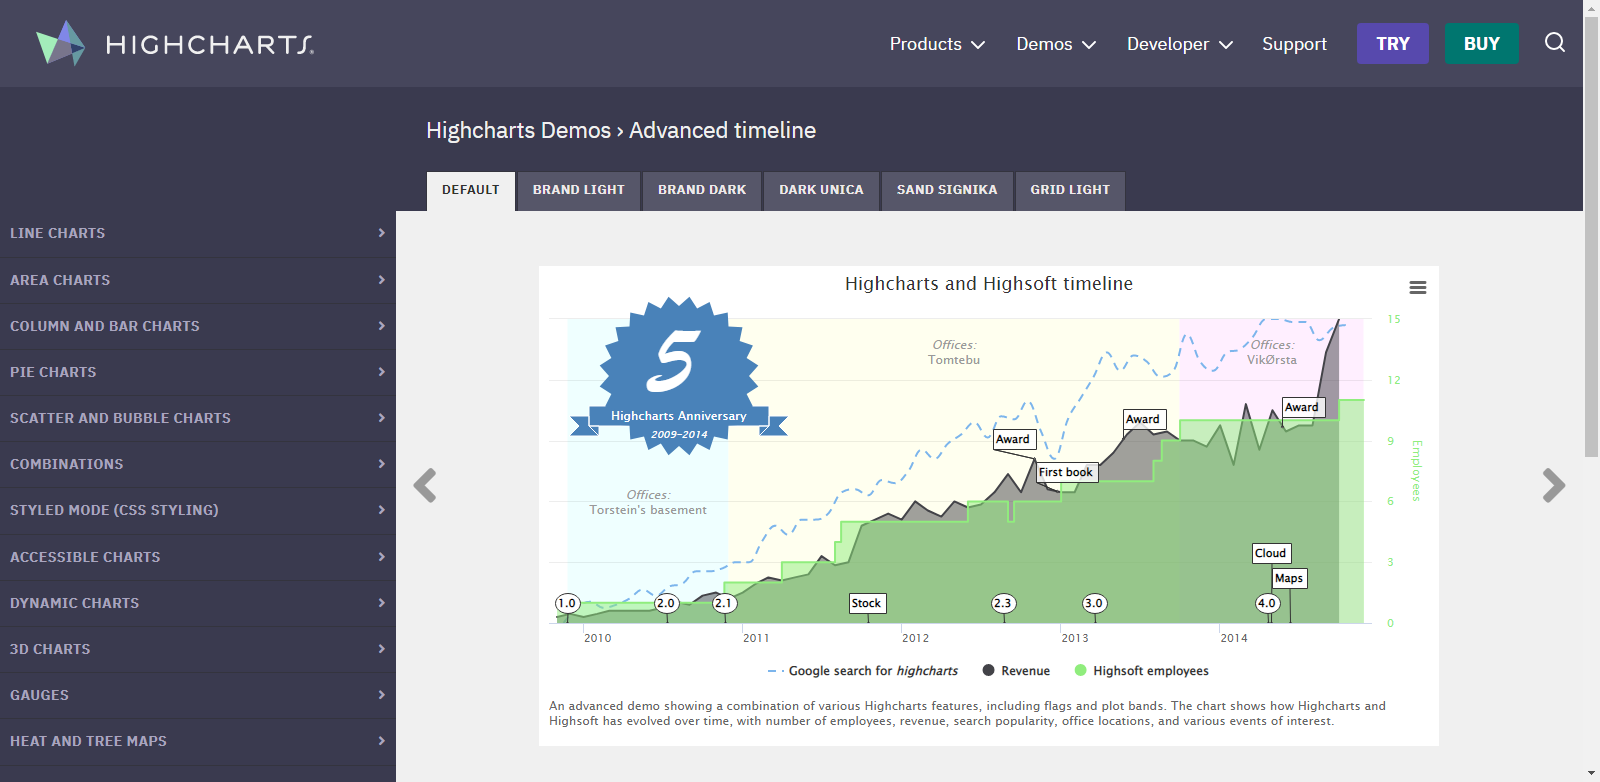 HIGHCHARTS®
Products
Demos
Developer
Support
TRY
BUY
Highcharts Demos › Advanced timeline
DEFAULT
BRAND LIGHT
BRAND DARK
DARK UNICA
SAND SIGNIKA
GRID LIGHT
LINE CHARTS
AREA CHARTS
COLUMN AND BAR CHARTS
PIE CHARTS
SCATTER AND BUBBLE CHARTS
COMBINATIONS
STYLED MODE (CSS STYLING)
ACCESSIBLE CHARTS
DYNAMIC CHARTS
3D CHARTS
GAUGES
HEAT AND TREE MAPS
Highcharts and Highsoft timeline
5
Highcharts Anniversary
2009-2014
Offices:
Torstein's basement
Offices:
Tomtebu
Offices:
VikØrsta
Award
First book
Award
Award
Cloud
Maps
1.0
2.0
2.1
Stock
2.3
3.0
4.0
15
12
9
6
3
0
Employees
2010
2011
2012
2013
2014
Google search for highcharts
Revenue
Highsoft employees
An advanced demo showing a combination of various Highcharts features, including flags and plot bands. The chart shows how Highcharts and
Highsoft has evolved over time, with number of employees, revenue, search popularity, office locations, and various events of interest.